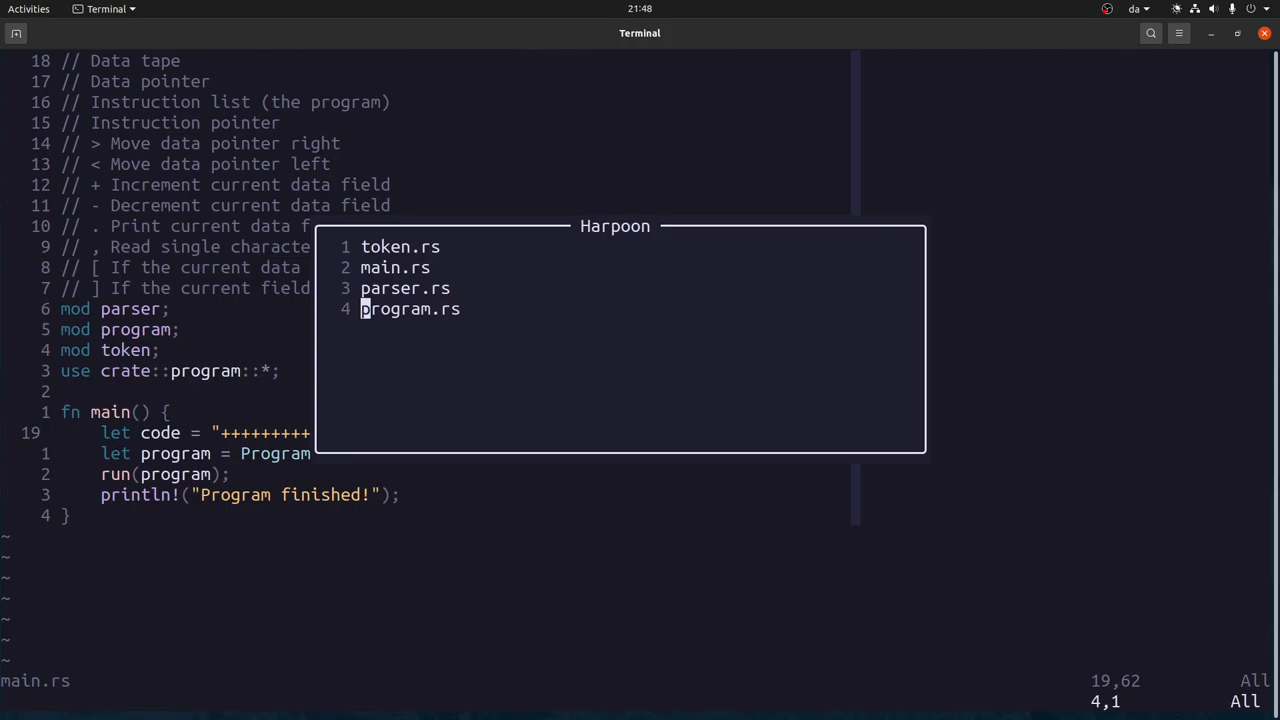 Activities Terminal 21:48 da
Terminal
18 // Data tape
17 // Data pointer
16 // Instruction list (the program)
15 // Instruction pointer
14 // > Move data pointer right
13 // < Move data pointer left
12 // + Increment current data field
11 // - Decrement current data field
10 // . Print current data f
9 // , Read single characte
8 // [ If the current data
7 // ] If the current field
6 mod parser;
5 mod program;
4 mod token;
3 use crate::program::*;
2
1 fn main() {
19 let code = "+++++++++
1 let program = Program
2 run(program);
3 println!("Program finished!");
4 }
~
~
~
~
~
~
~
Harpoon
1 token.rs
2 main.rs
3 parser.rs
4 program.rs
main.rs 19,62 All
4,1 All